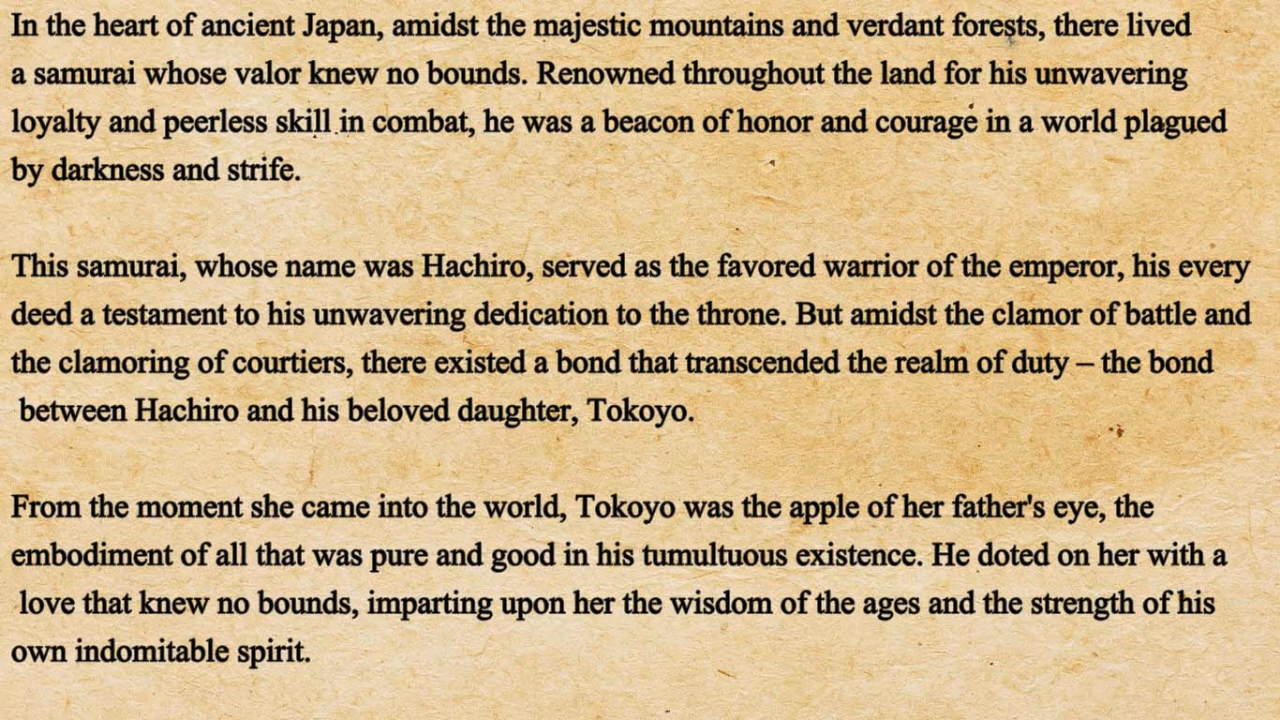 In the heart of ancient Japan, amidst the majestic mountains and verdant forests, there lived
a samurai whose valor knew no bounds. Renowned throughout the land for his unwavering
loyalty and peerless skill in combat, he was a beacon of honor and courage in a world plagued
by darkness and strife.

This samurai, whose name was Hachiro, served as the favored warrior of the emperor, his every
deed a testament to his unwavering dedication to the throne. But amidst the clamor of battle and
the clamoring of courtiers, there existed a bond that transcended the realm of duty – the bond
between Hachiro and his beloved daughter, Tokoyo.

From the moment she came into the world, Tokoyo was the apple of her father's eye, the
embodiment of all that was pure and good in his tumultuous existence. He doted on her with a
love that knew no bounds, imparting upon her the wisdom of the ages and the strength of his
own indomitable spirit.